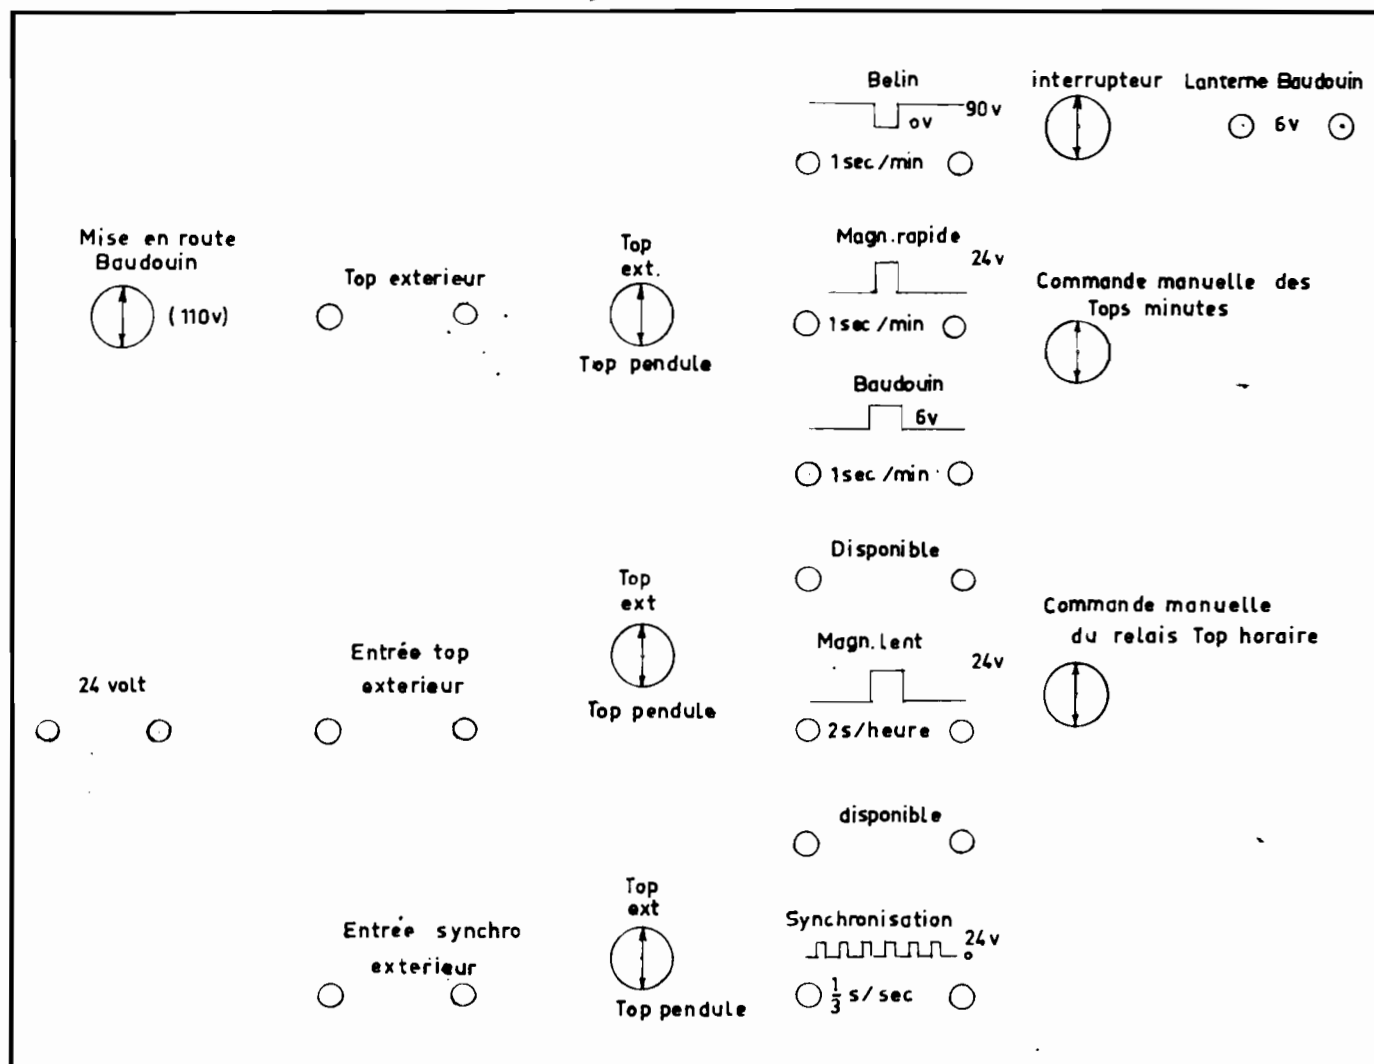 Belin
0v
90v
1sec/min
interrupteur
Lanterne Baudouin
6v
Mise en route
Baudouin
(110v)
Top exterieur
Top
ext.
Top pendule
Magn.rapide
24v
1sec/min
Commande manuelle des
Tops minutes
Baudouin
6v
1sec/min
Disponible
24 volt
Entrée top
exterieur
Top
ext
Top pendule
Magn.lent
24v
2s/heure
Commande manuelle
du relais Top horaire
disponible
Entrée synchro
exterieur
Top
ext
Top pendule
Synchronisation
24v
0
1/3 s/sec